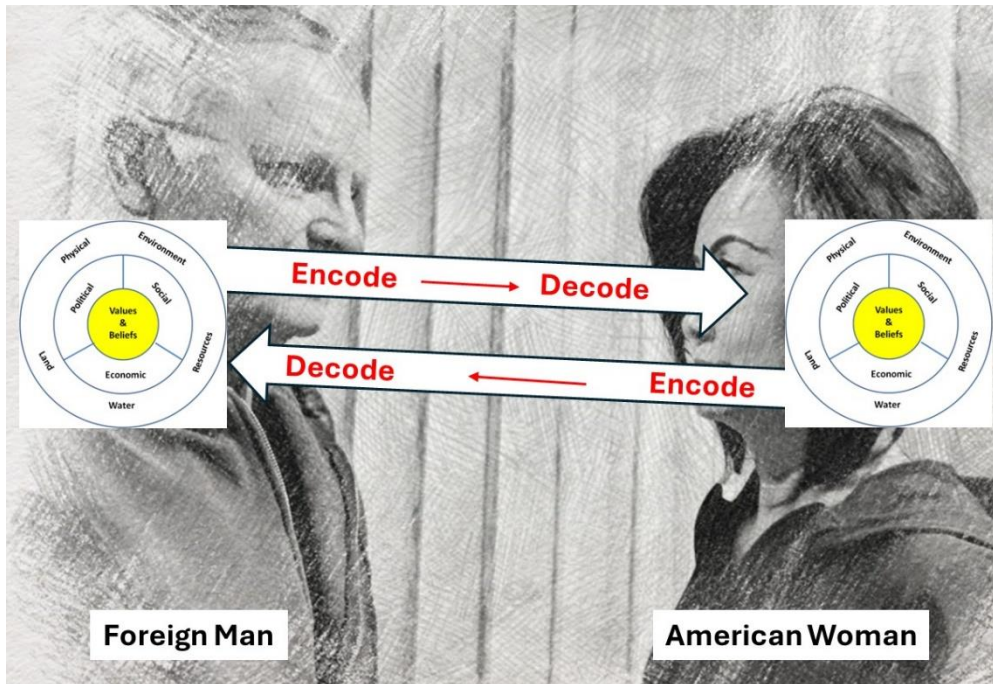 Physical Environment
Political Social
Values
&
Beliefs
Land Resources
Economic
Water
Encode Decode
Decode Encode
Physical Environment
Political Social
Values
&
Beliefs
Land Resources
Economic
Water
Foreign Man
American Woman